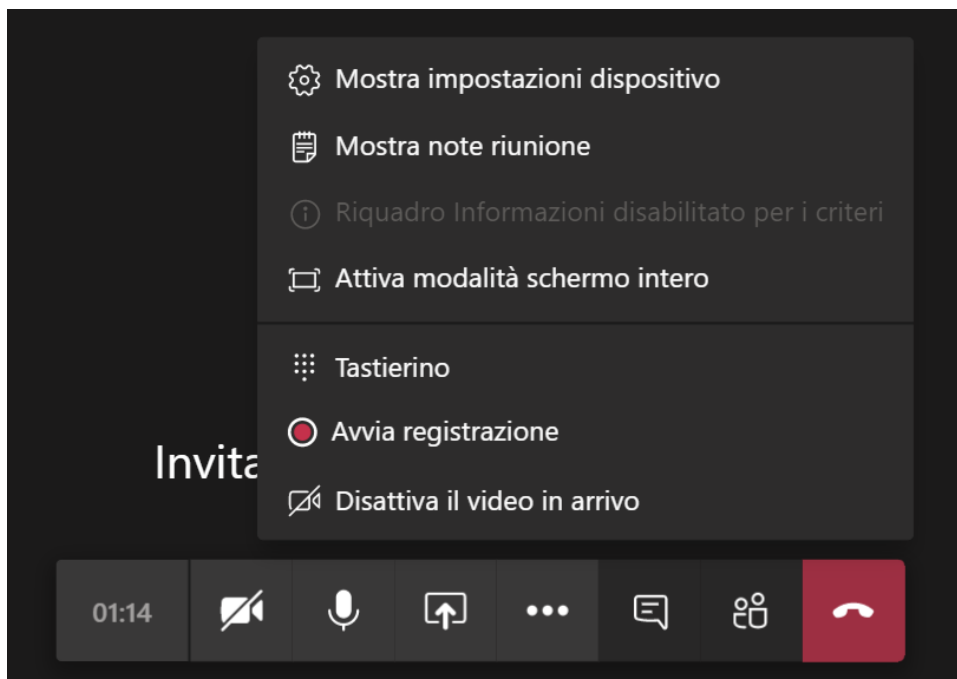 Mostra impostazioni dispositivo
Mostra note riunione
Riquadro Informazioni disabilitato per i criteri
Attiva modalità schermo intero
Tastierino
Avvia registrazione
Invita
Disattiva il video in arrivo
01:14